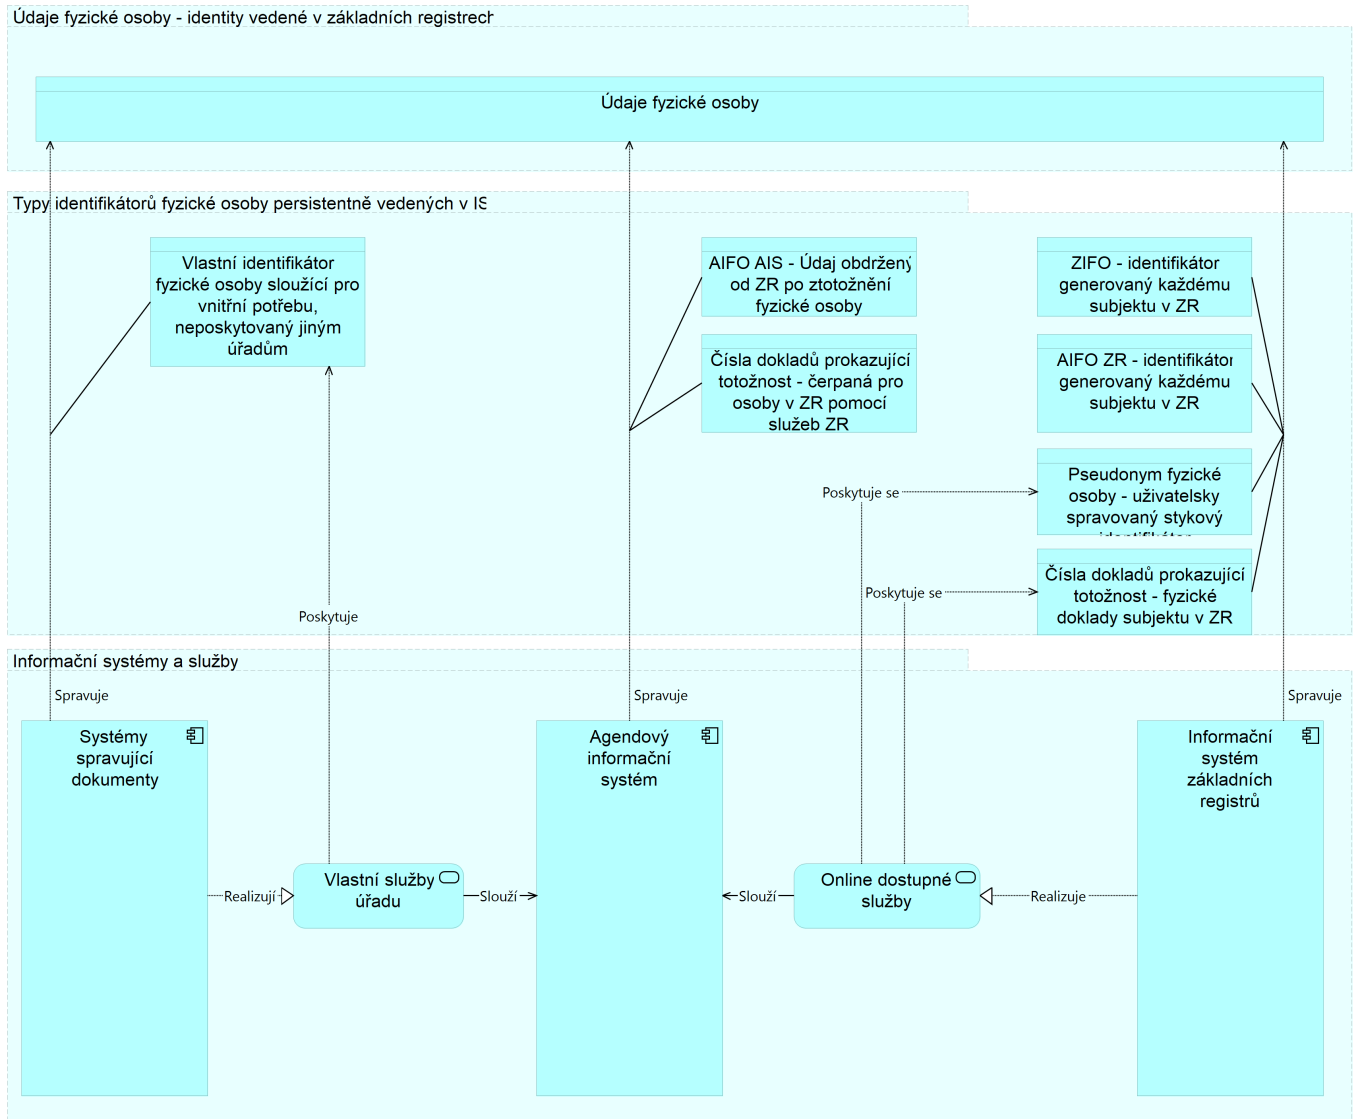 Údaje fyzické osoby - identity vedené v základních registrech
Údaje fyzické osoby
Typy identifikátorů fyzické osoby persistentně vedených v IS
Vlastní identifikátor
fyzické osoby sloužící pro
vnitřní potřebu,
neposkytovaný jiným
úřadům
AIFO AIS - Údaj obdržený
od ZR po ztotožnění
fyzické osoby
ZIFO - identifikátor
generovaný každému
subjektu v ZR
Čísla dokladů prokazující
totožnost - čerpaná pro
osoby v ZR pomocí
služeb ZR
AIFO ZR - identifikátor
generovaný každému
subjektu v ZR
Pseudonym fyzické
osoby - uživatelsky
spravovaný stykový
Poskytuje se
Čísla dokladů prokazující
totožnost - fyzické
doklady subjektu v ZR
Poskytuje se
Poskytuje
Informační systémy a služby
Spravuje
Spravuje
Spravuje
Systémy
spravující
dokumenty
Agendový
informační
systém
Informační
systém
základních
registrů
Realizují
Vlastní služby
úřadu
Slouží
Slouží
Online dostupné
služby
Realizuje